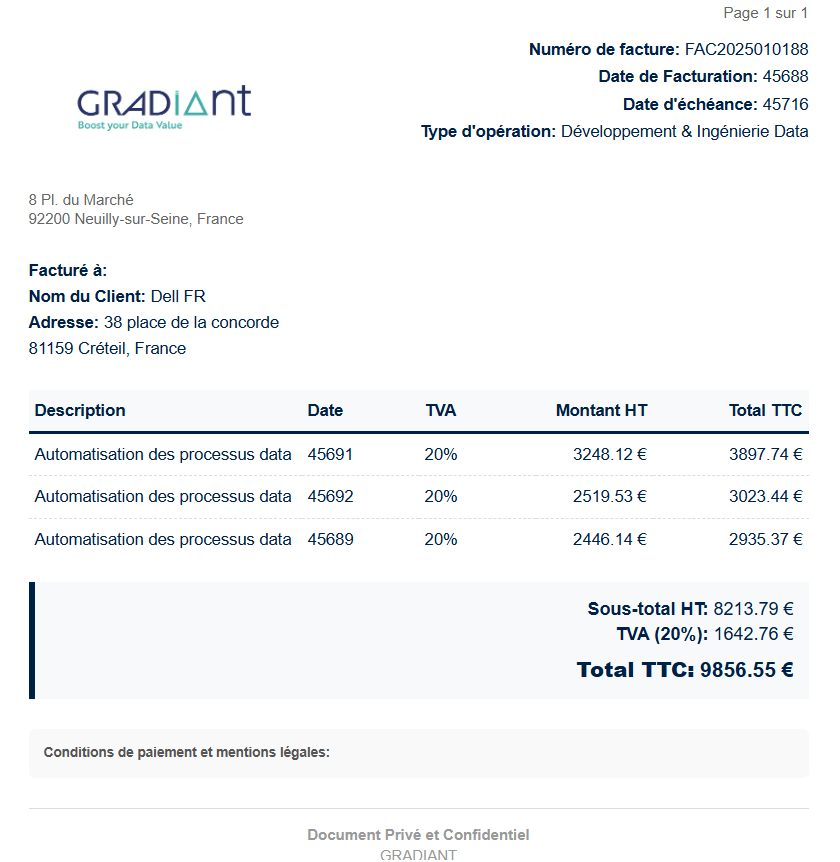 Page 1 sur 1
Numéro de facture: FAC2025010188
Date de Facturation: 45688
Date d'échéance: 45716
Type d'opération: Développement & Ingénierie Data
GRADIANT
Boost your Data Value
8 Pl. du Marché
92200 Neuilly-sur-Seine, France
Facturé à:
Nom du Client: Dell FR
Adresse: 38 place de la concorde
81159 Créteil, France
Description Date TVA Montant HT Total TTC
Automatisation des processus data 45691 20% 3248.12 € 3897.74 €
Automatisation des processus data 45692 20% 2519.53 € 3023.44 €
Automatisation des processus data 45689 20% 2446.14 € 2935.37 €
Sous-total HT: 8213.79 €
TVA (20%): 1642.76 €
Total TTC: 9856.55 €
Conditions de paiement et mentions légales:
Document Privé et Confidentiel
GRADIANT